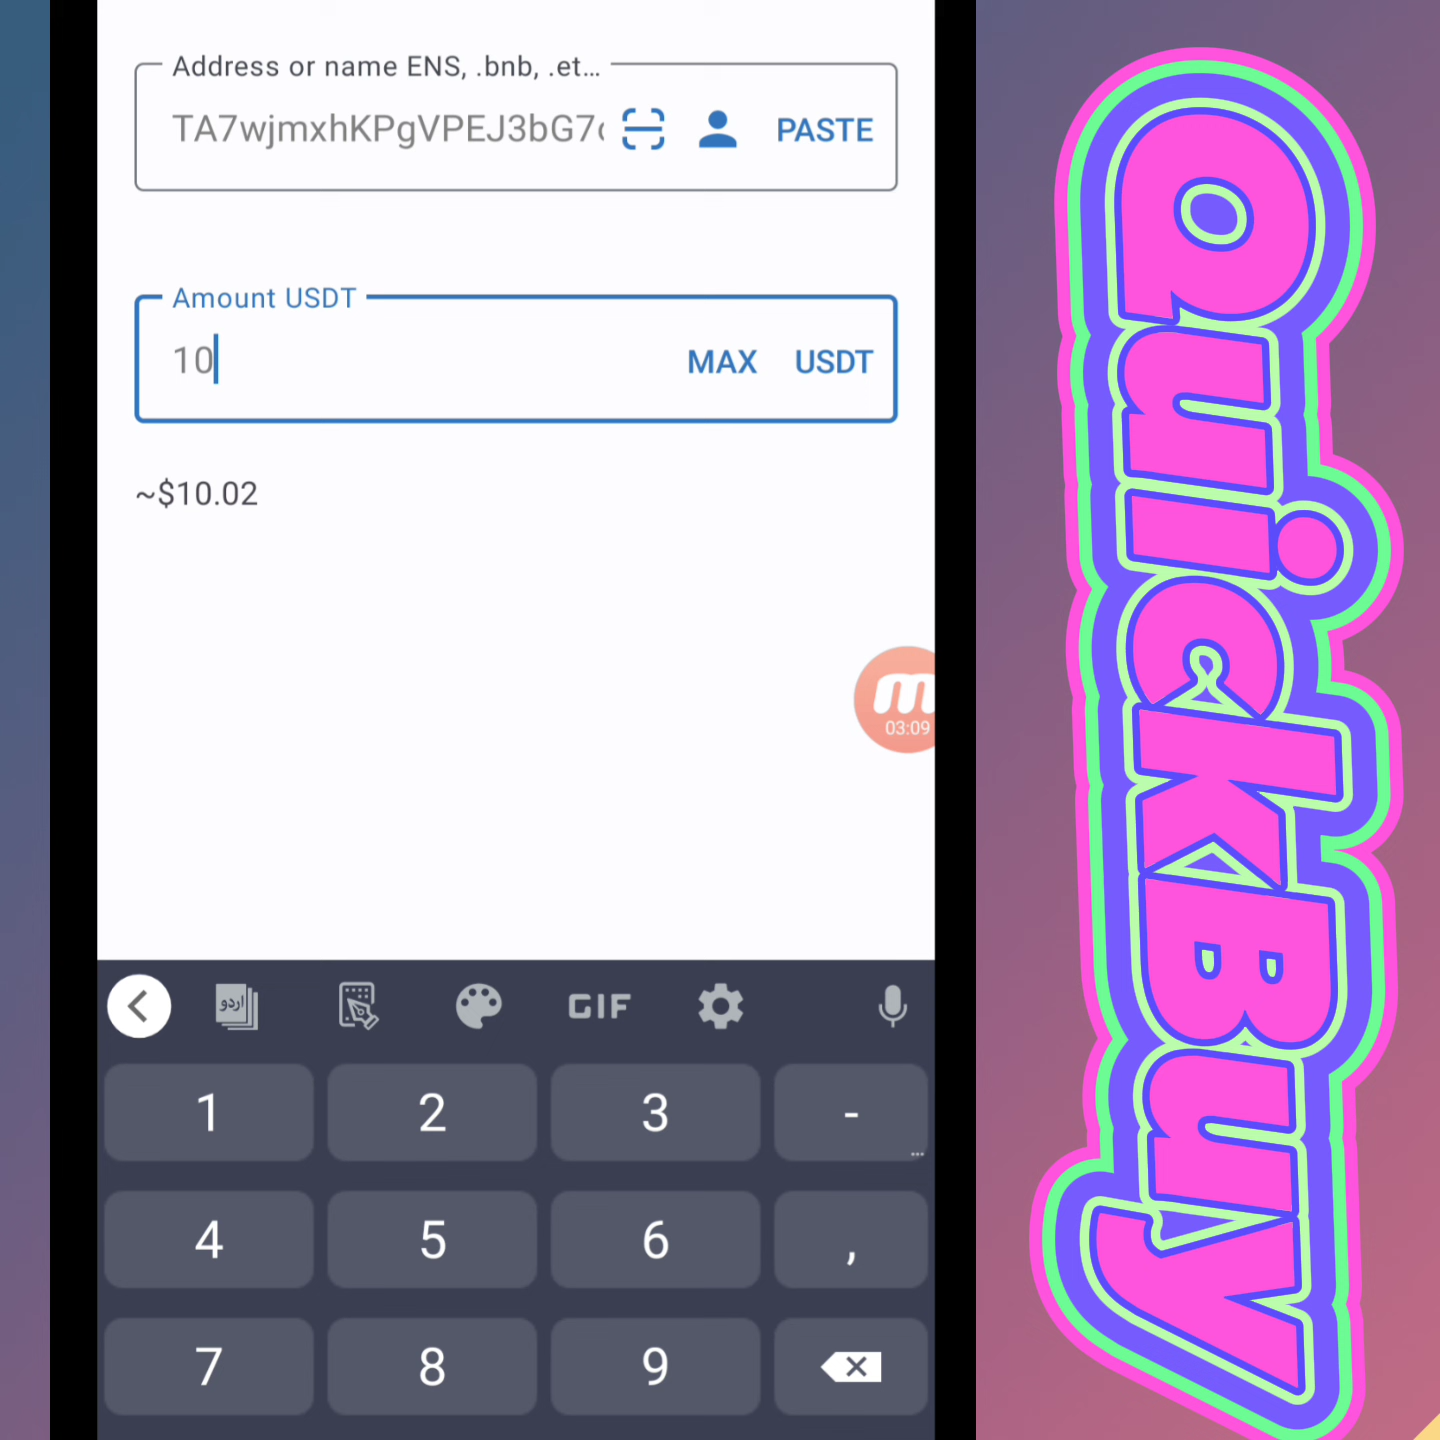 Address or name ENS, .bnb, .et...
TA7wjmxhKPgVPEJ3bG7
PASTE
Amount USDT
10
MAX
USDT
~$10.02
m
03:09
اردو
GIF
1 2 3 -
...
4 5 6 ,
7 8 9
QuickBuy